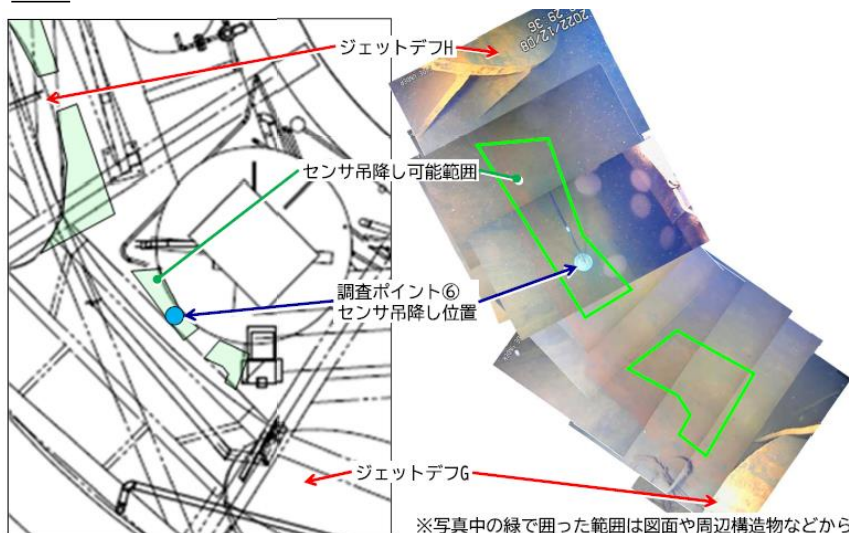 ジェットデフH
2022/12/08
センサ吊降し可能範囲
調査ポイント⑥
センサ吊降し位置
ジェットデフG
※写真中の緑で囲った範囲は図面や周辺構造物などから